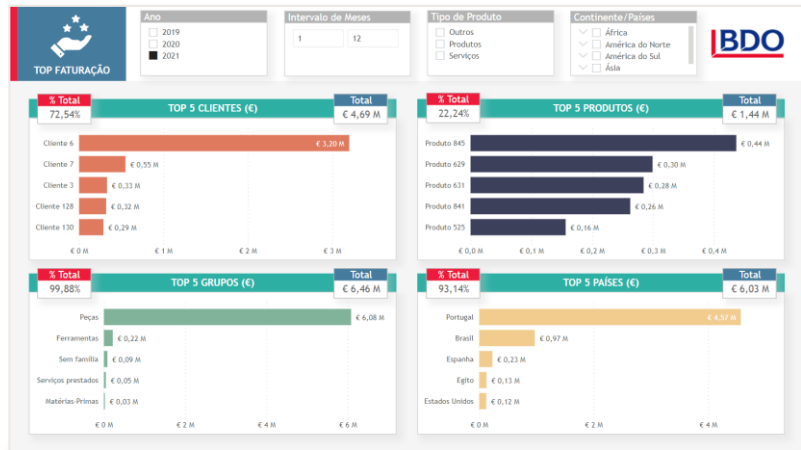 TOP FATURAÇÃO
Ano
2019
2020
2021
Intervalo de Meses
1 12
Tipo de Produto
Outros
Produtos
Serviços
Continente/Países
África
América do Norte
América do Sul
Ásia
BDO
% Total
72,54%
TOP 5 CLIENTES (€)
Total
€ 4,69 M
Cliente 6 € 3,20 M
Cliente 7 € 0,55 M
Cliente 3 € 0,33 M
Cliente 128 € 0,32 M
Cliente 130 € 0,29 M
€ 0 M € 1 M € 2 M € 3 M
% Total
22,24%
TOP 5 PRODUTOS (€)
Total
€ 1,44 M
Produto 845 € 0,44 M
Produto 629 € 0,30 M
Produto 631 € 0,28 M
Produto 841 € 0,26 M
Produto 525 € 0,16 M
€ 0,0 M € 0,1 M € 0,2 M € 0,3 M € 0,4 M
% Total
99,88%
TOP 5 GRUPOS (€)
Total
€ 6,46 M
Peças € 6,08 M
Ferramentas € 0,22 M
Sem família € 0,09 M
Serviços prestados € 0,05 M
Matérias-Primas € 0,03 M
€ 0 M € 2 M € 4 M € 6 M
% Total
93,14%
TOP 5 PAÍSES (€)
Total
€ 6,03 M
Portugal € 4,57 M
Brasil € 0,97 M
Espanha € 0,23 M
Egito € 0,13 M
Estados Unidos € 0,12 M
€ 0 M € 2 M € 4 M